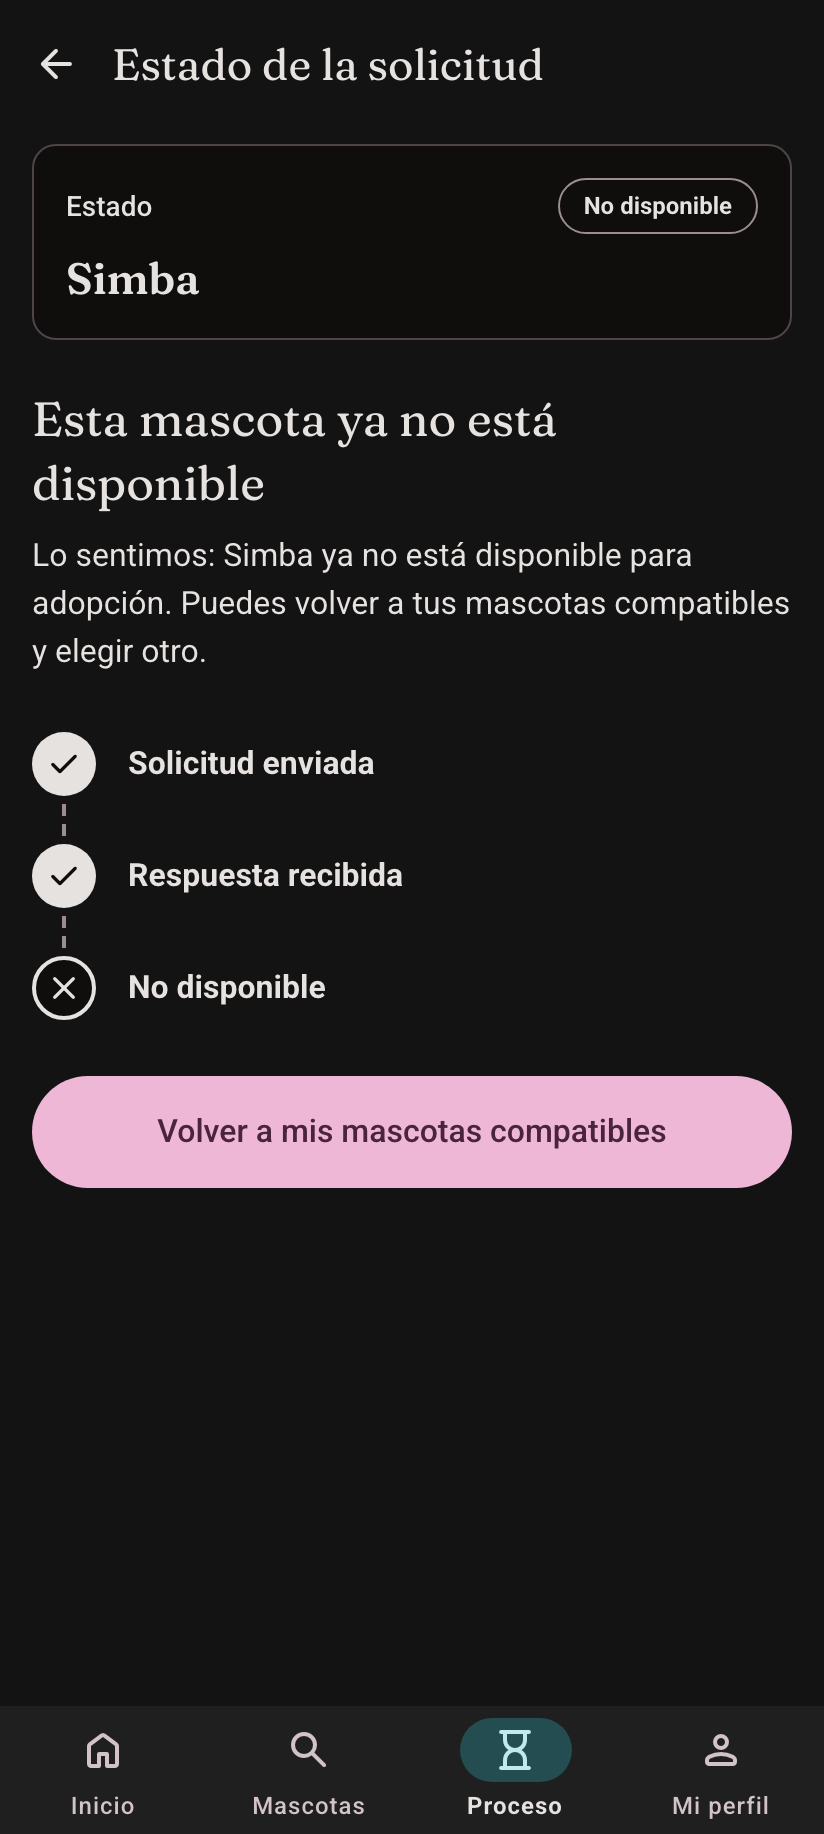 Estado de la solicitud
Estado
No disponible
Simba
Esta mascota ya no está
disponible
Lo sentimos: Simba ya no está disponible para
adopción. Puedes volver a tus mascotas compatibles
y elegir otro.
Solicitud enviada
Respuesta recibida
No disponible
Volver a mis mascotas compatibles
Inicio
Mascotas
Proceso
Mi perfil